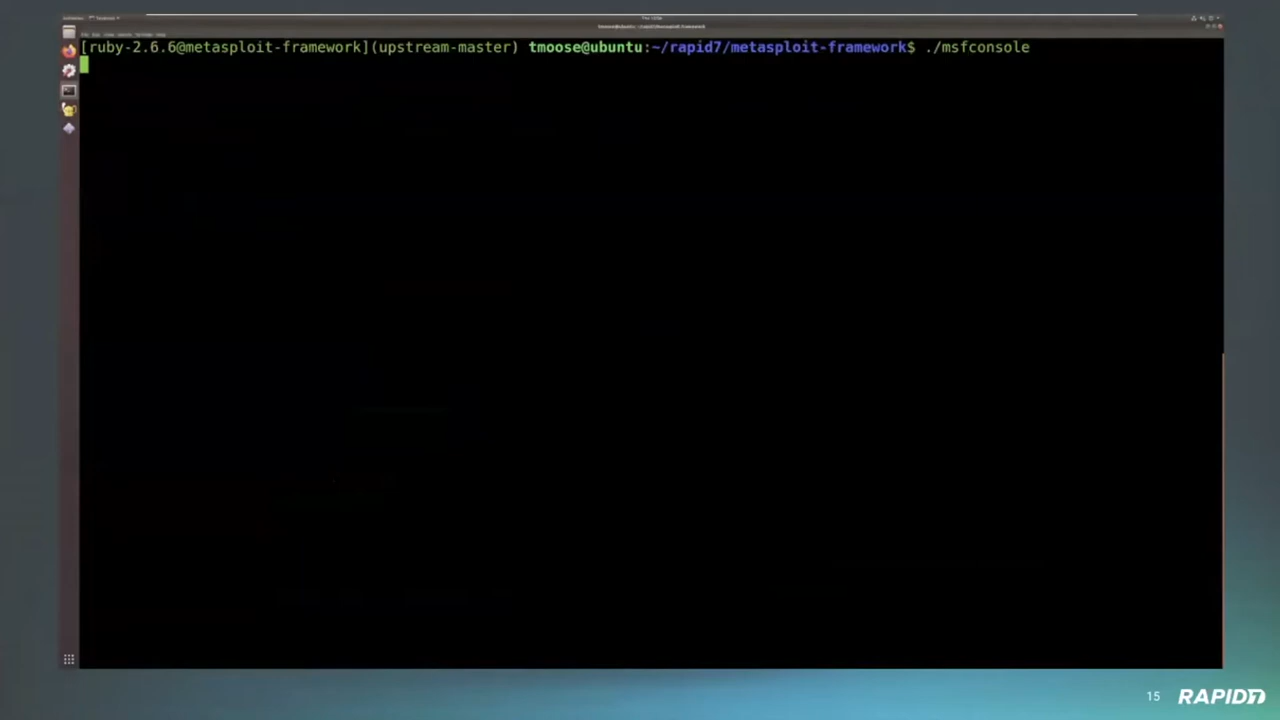 [ruby-2.6.6@metasploit-framework](upstream-master) tmoose@ubuntu:~/rapid7/metasploit-framework$ ./msfconsole
15 RAPID7